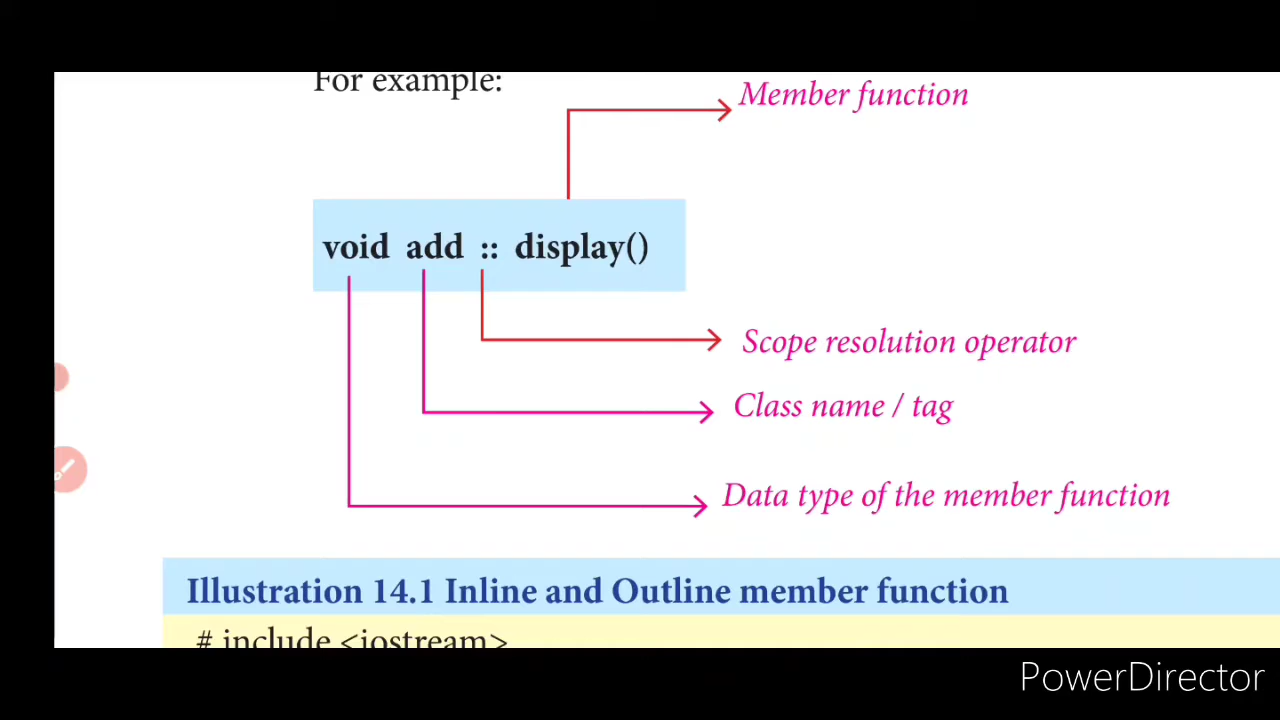 For example:
Member function
void add :: display()
Scope resolution operator
Class name / tag
Data type of the member function
Illustration 14.1 Inline and Outline member function
# include <iostream>
PowerDirector